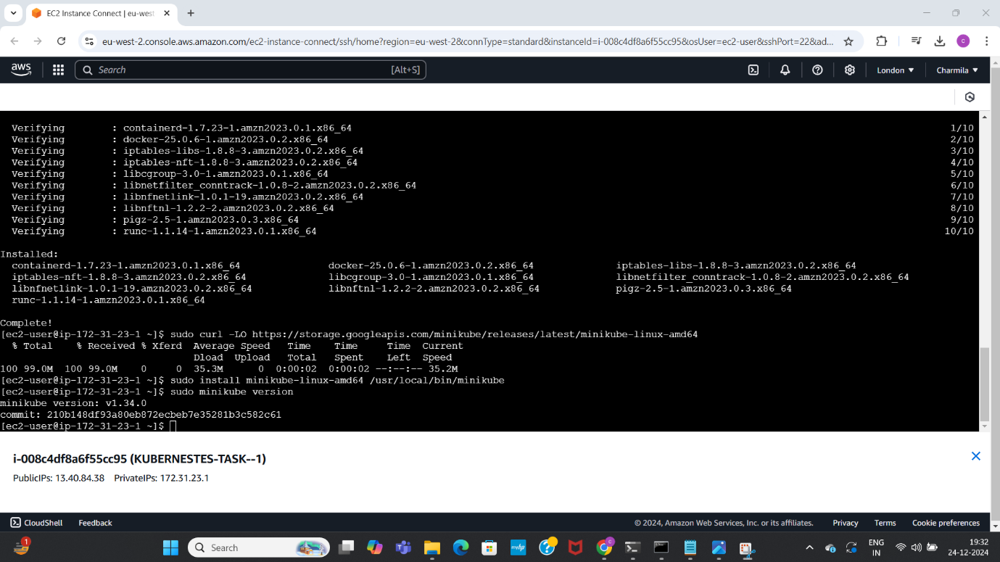 EC2 Instance Connect | eu-west
eu-west-2.console.aws.amazon.com/ec2-instance-connect/ssh/home?region=eu-west-2&connType=standard&instanceId=i-008c4df8a6f55cc95&osUser=ec2-user&sshPort=22&ad...
C
aws Search [Alt+S] London Charmila
Verifying : containerd-1.7.23-1.amzn2023.0.1.x86_64 1/10
Verifying : docker-25.0.6-1.amzn2023.0.2.x86_64 2/10
Verifying : iptables-libs-1.8.8-3.amzn2023.0.2.x86_64 3/10
Verifying : iptables-nft-1.8.8-3.amzn2023.0.2.x86_64 4/10
Verifying : libcgroup-3.0-1.amzn2023.0.1.x86_64 5/10
Verifying : libnetfilter_conntrack-1.0.8-2.amzn2023.0.2.x86_64 6/10
Verifying : libnfnetlink-1.0.1-19.amzn2023.0.2.x86_64 7/10
Verifying : libnftnl-1.2.2-2.amzn2023.0.2.x86_64 8/10
Verifying : pigz-2.5-1.amzn2023.0.3.x86_64 9/10
Verifying : runc-1.1.14-1.amzn2023.0.1.x86_64 10/10
Installed:
containerd-1.7.23-1.amzn2023.0.1.x86_64 docker-25.0.6-1.amzn2023.0.2.x86_64 iptables-libs-1.8.8-3.amzn2023.0.2.x86_64
iptables-nft-1.8.8-3.amzn2023.0.2.x86_64 libcgroup-3.0-1.amzn2023.0.1.x86_64 libnetfilter_conntrack-1.0.8-2.amzn2023.0.2.x86_64
libnfnetlink-1.0.1-19.amzn2023.0.2.x86_64 libnftnl-1.2.2-2.amzn2023.0.2.x86_64 pigz-2.5-1.amzn2023.0.3.x86_64
runc-1.1.14-1.amzn2023.0.1.x86_64
Complete!
[ec2-user@ip-172-31-23-1 ~]$ sudo curl -LO https://storage.googleapis.com/minikube/releases/latest/minikube-linux-amd64
% Total % Received % Xferd Average Speed Time Time Time Current
Dload Upload Total Spent Left Speed
100 99.0M 100 99.0M 0 0 35.3M 0 0:00:02 0:00:02 --:--:-- 35.2M
[ec2-user@ip-172-31-23-1 ~]$ sudo install minikube-linux-amd64 /usr/local/bin/minikube
[ec2-user@ip-172-31-23-1 ~]$ sudo minikube version
minikube version: v1.34.0
commit: 210b148df93a80eb872ecbeb7e35281b3c582c61
[ec2-user@ip-172-31-23-1 ~]$
i-008c4df8a6f55cc95 (KUBERNESTES-TASK--1)
PublicIPs: 13.40.84.38 PrivateIPs: 172.31.23.1
CloudShell Feedback © 2024, Amazon Web Services, Inc. or its affiliates. Privacy Terms Cookie preferences
1 Search myhp C ENG IN 19:32 24-12-2024